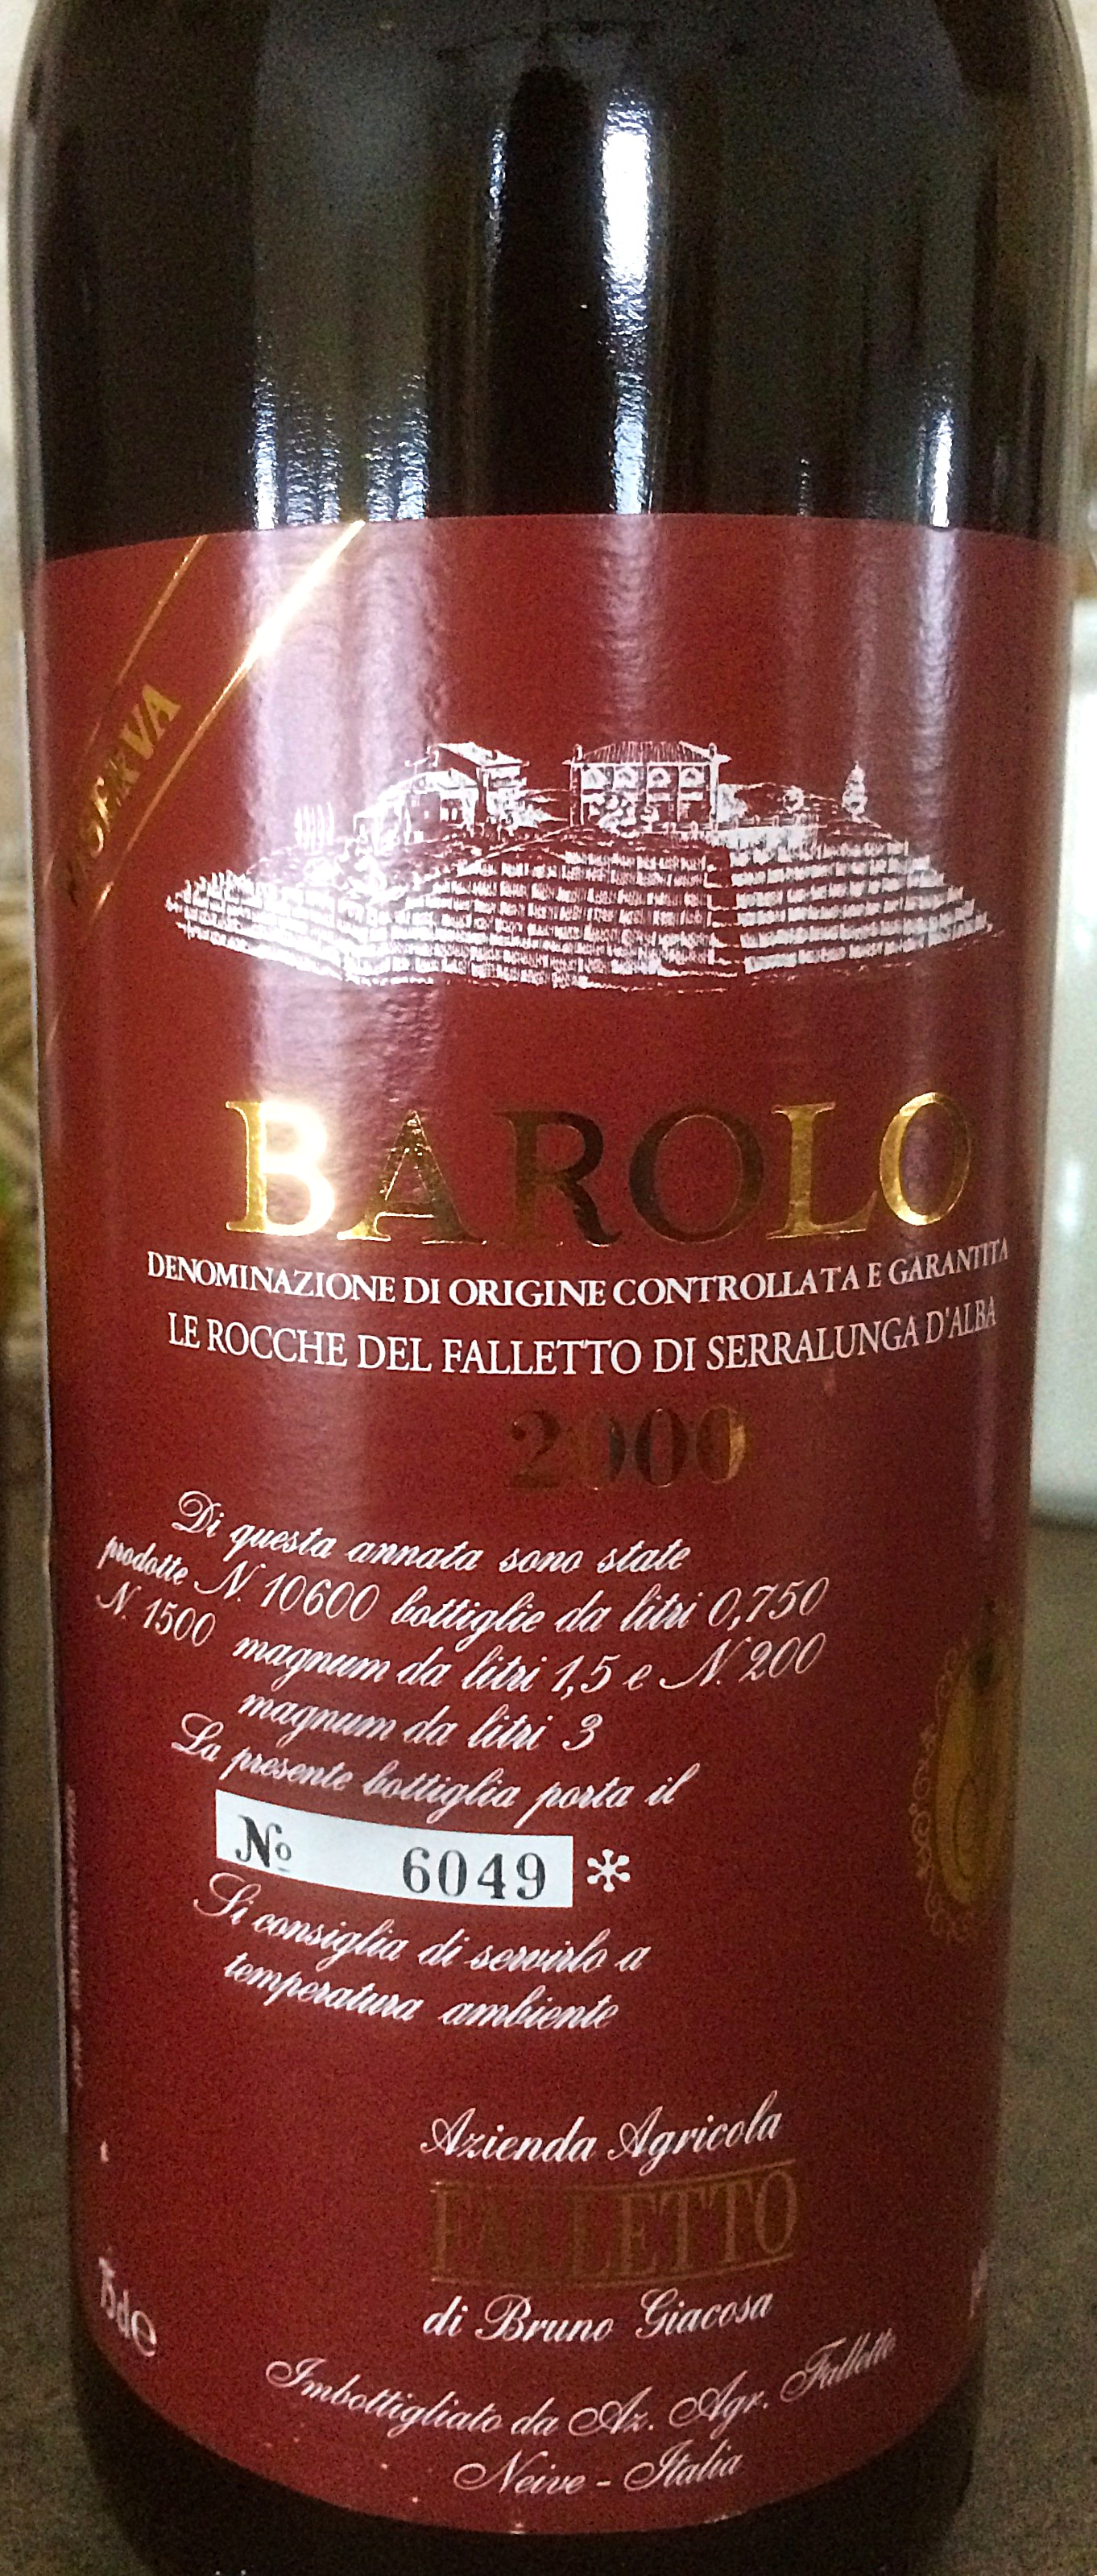 RISERVA
BAROLO
DENOMINAZIONE DI ORIGINE CONTROLLATA E GARANTITA
LE ROCCHE DEL FALLETTO DI SERRALUNGA D'ALBA
2000
Di questa annata sono state
prodotte N. 10600 bottiglie da litri 0,750
N. 1500 magnum da litri 1,5 e N. 200
magnum da litri 3
La presente bottiglia porta il
Nº 6049 *
Si consiglia di servirlo a
temperatura ambiente
Azienda Agricola
FALLETTO
di Bruno Giacosa
Imbottigliato da Az. Agr. Falletto
Neive - Italia